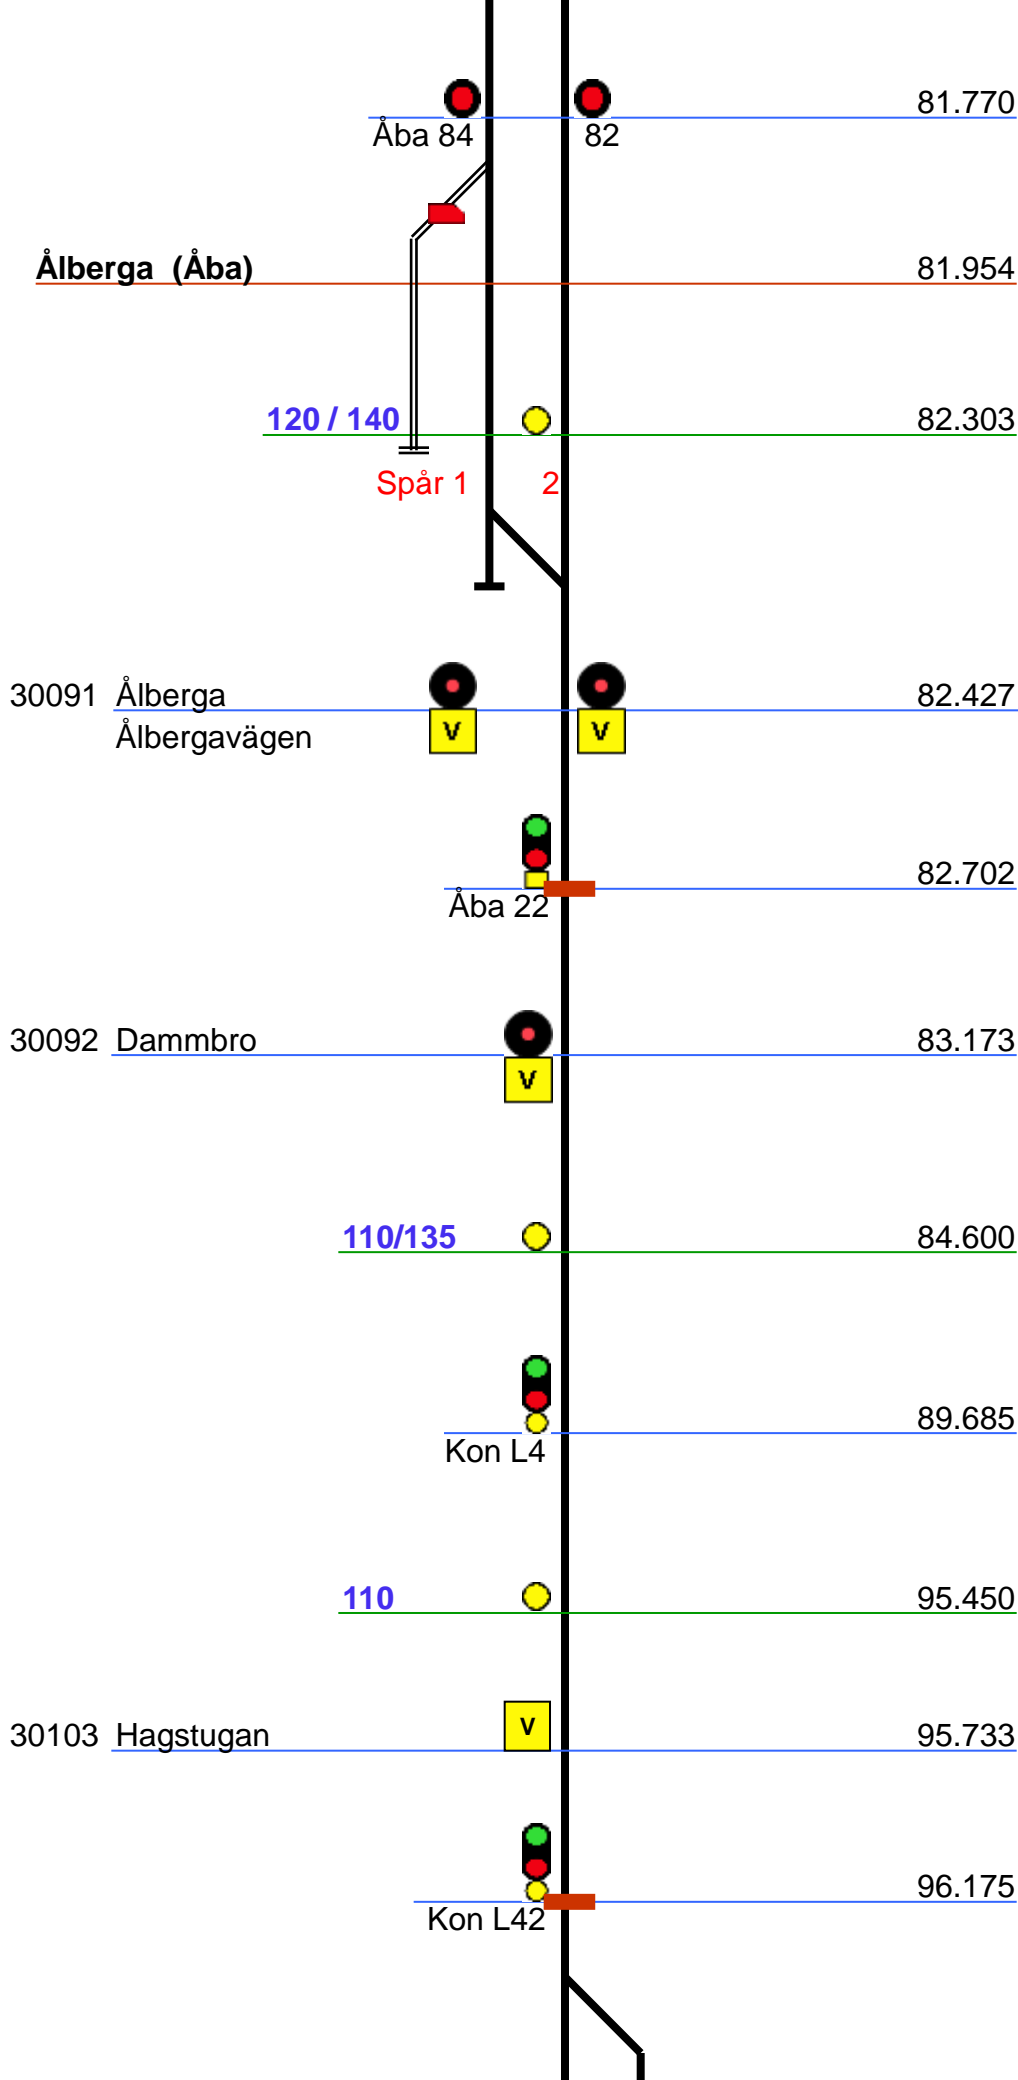 81.770
Åba 84 82
Ålberga (Åba) 81.954
120 / 140 82.303
Spår 1 2
30091 Ålberga 82.427
Ålbergavägen V V
82.702
Åba 22
30092 Dammbro 83.173
V
110/135 84.600
89.685
Kon L4
110 95.450
30103 Hagstugan V 95.733
96.175
Kon L42